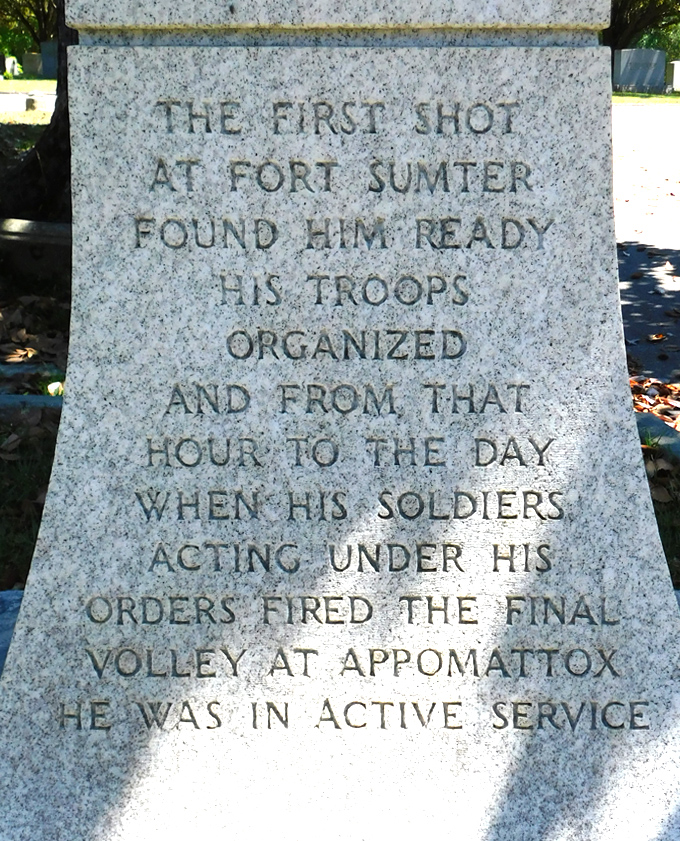 THE FIRST SHOT
AT FORT SUMTER
FOUND HIM READY
HIS TROOPS
ORGANIZED
AND FROM THAT
HOUR TO THE DAY
WHEN HIS SOLDIERS
ACTING UNDER HIS
ORDERS FIRED THE FINAL
VOLLEY AT APPOMATTOX
HE WAS IN ACTIVE SERVICE